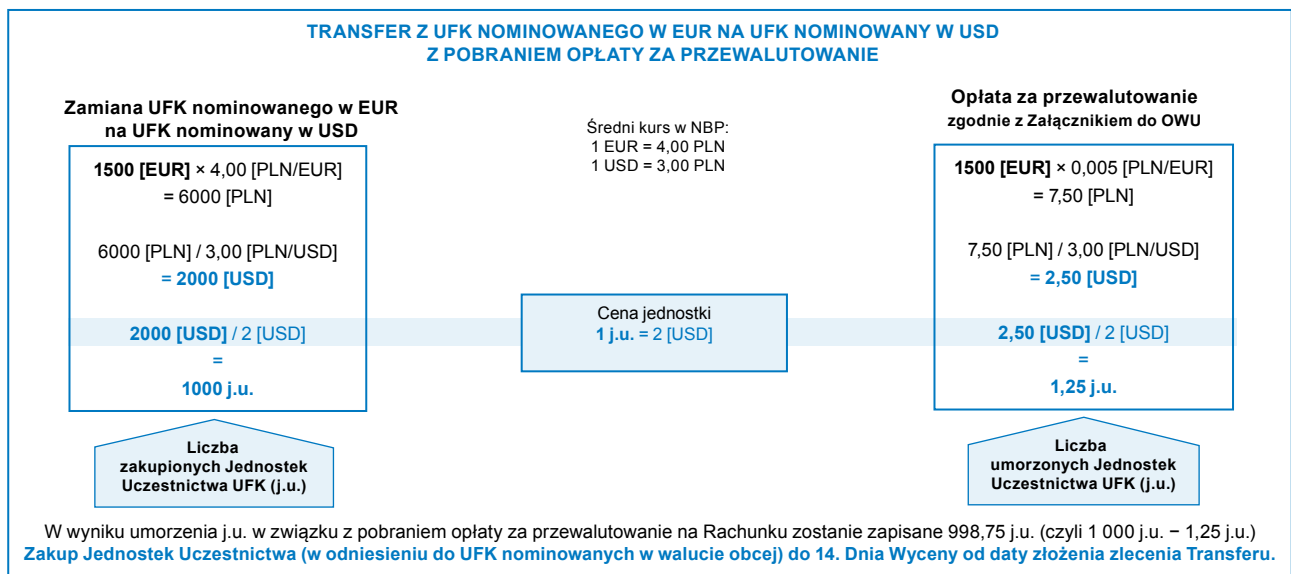 TRANSFER Z UFK NOMINOWANEGO W EUR NA UFK NOMINOWANY W USD
Z POBRANIEM OPŁATY ZA PRZEWALUTOWANIE
Zamiana UFK nominowanego w EUR
na UFK nominowany w USD
1500 [EUR] × 4,00 [PLN/EUR]
= 6000 [PLN]
6000 [PLN] / 3,00 [PLN/USD]
= 2000 [USD]
2000 [USD] / 2 [USD]
=
1000 j.u.
Liczba
zakupionych Jednostek
Uczestnictwa UFK (j.u.)
Średni kurs w NBP:
1 EUR = 4,00 PLN
1 USD = 3,00 PLN
Cena jednostki
1 j.u. = 2 [USD]
Opłata za przewalutowanie
zgodnie z Załącznikiem do OWU
1500 [EUR] × 0,005 [PLN/EUR]
= 7,50 [PLN]
7,50 [PLN] / 3,00 [PLN/USD]
= 2,50 [USD]
2,50 [USD] / 2 [USD]
=
1,25 j.u.
Liczba
umorzonych Jednostek
Uczestnictwa UFK (j.u.)
W wyniku umorzenia j.u. w związku z pobraniem opłaty za przewalutowanie na Rachunku zostanie zapisane 998,75 j.u. (czyli 1 000 j.u. − 1,25 j.u.)
Zakup Jednostek Uczestnictwa (w odniesieniu do UFK nominowanych w walucie obcej) do 14. Dnia Wyceny od daty złożenia zlecenia Transferu.